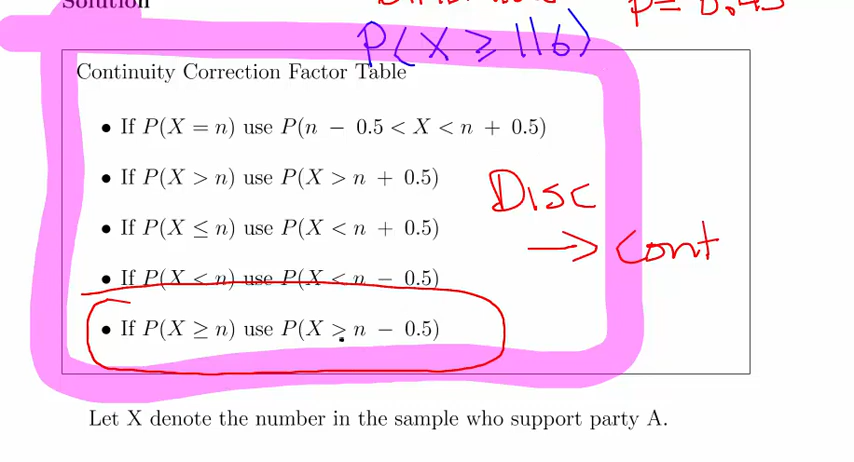 Solution
p= 0.45
P(X ≥ 116)
Continuity Correction Factor Table
• If P(X = n) use P(n − 0.5 < X < n + 0.5)
• If P(X > n) use P(X > n + 0.5)
• If P(X ≤ n) use P(X < n + 0.5)
• If P(X < n) use P(X < n − 0.5)
• If P(X ≥ n) use P(X > n − 0.5)
Disc
→ Cont
Let X denote the number in the sample who support party A.